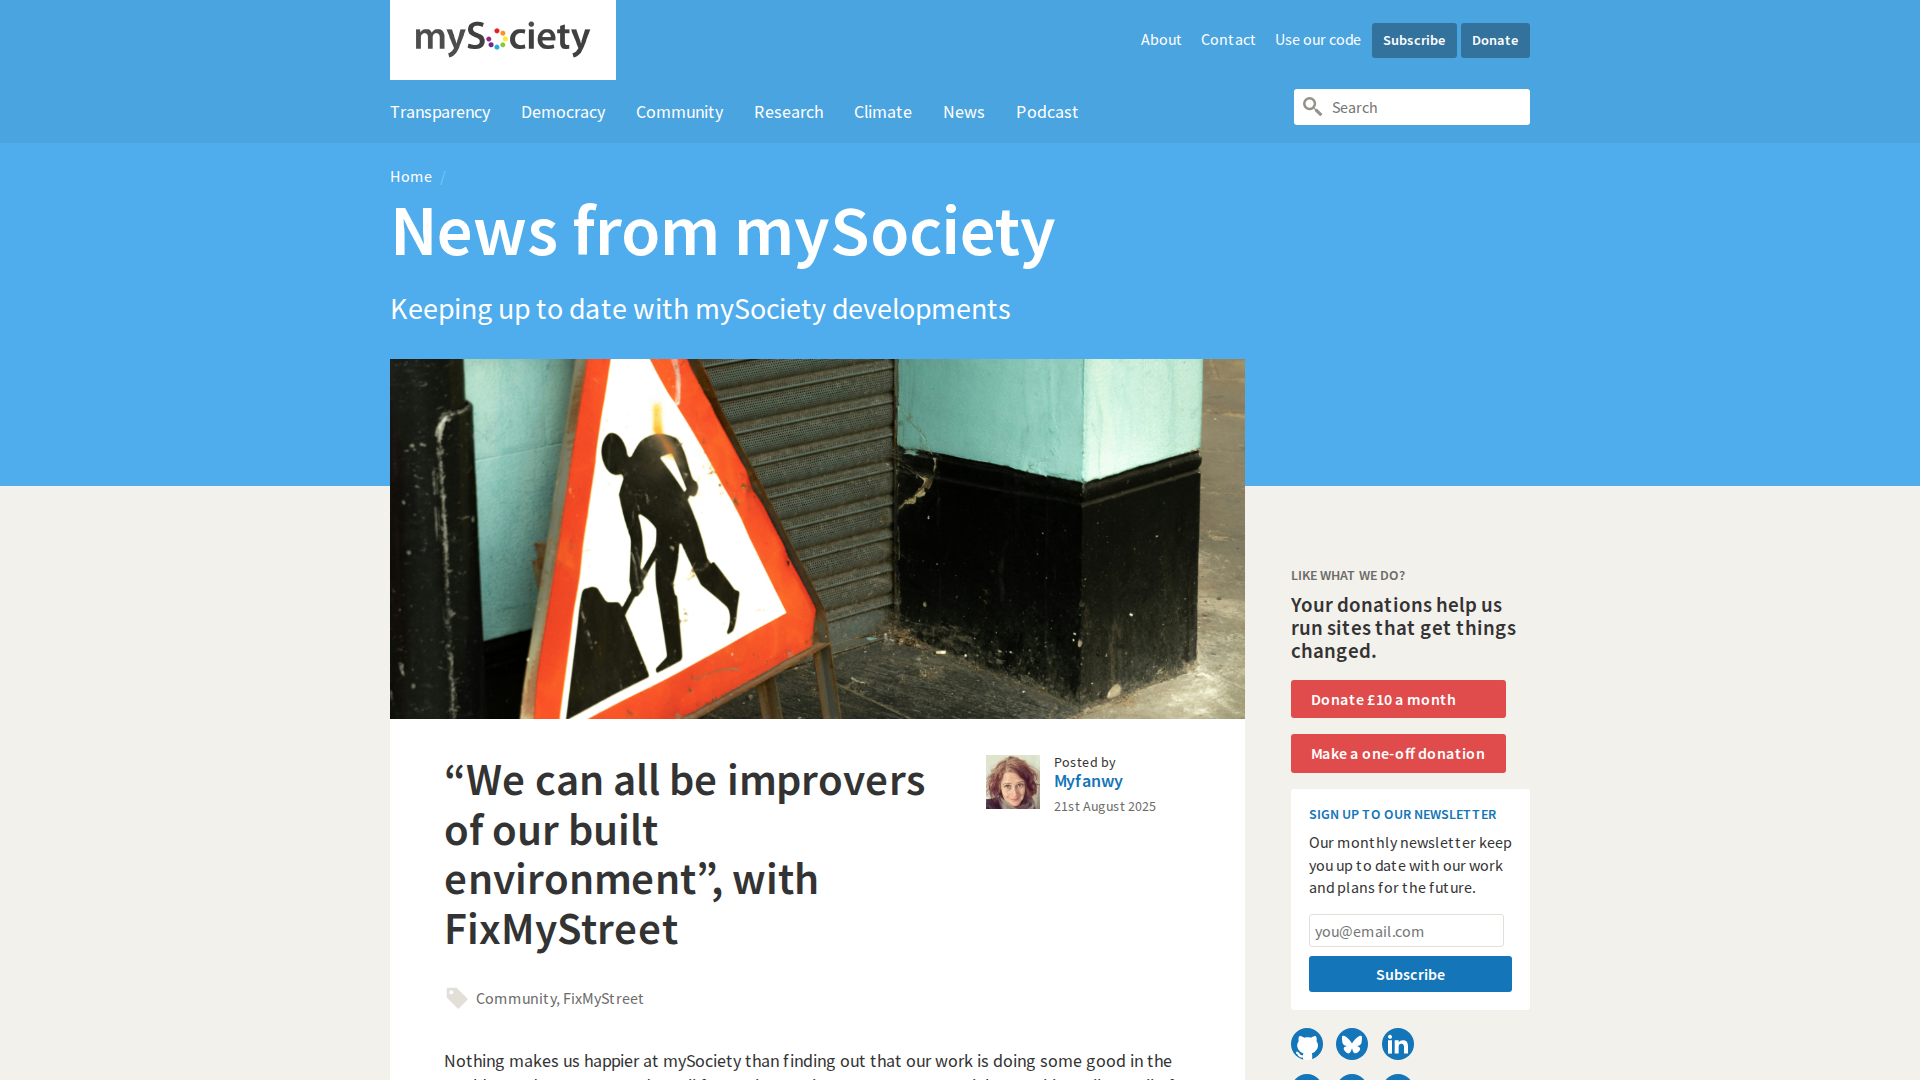 mySociety
About
Contact
Use our code
Subscribe
Donate
Transparency
Democracy
Community
Research
Climate
News
Podcast
Search
Home /
News from mySociety
Keeping up to date with mySociety developments
“We can all be improvers
of our built
environment”, with
FixMyStreet
Posted by
Myfanwy
21st August 2025
Community, FixMyStreet
Nothing makes us happier at mySociety than finding out that our work is doing some good in the
LIKE WHAT WE DO?
Your donations help us
run sites that get things
changed.
Donate £10 a month
Make a one-off donation
SIGN UP TO OUR NEWSLETTER
Our monthly newsletter keep
you up to date with our work
and plans for the future.
you@email.com
Subscribe